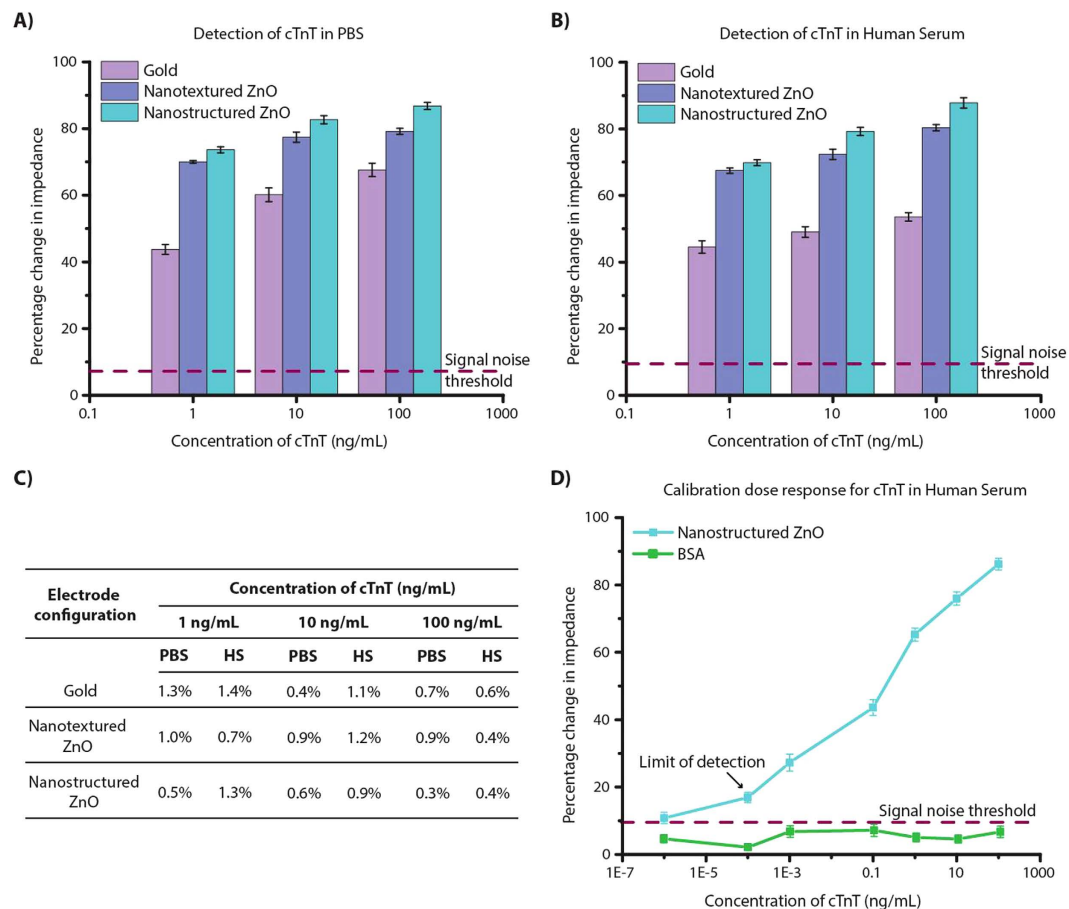 A)
Detection of cTnT in PBS
Gold
Nanotextured ZnO
Nanostructured ZnO
Percentage change in impedance
100
80
60
40
20
0
Signal noise
threshold
0.1 1 10 100 1000
Concentration of cTnT (ng/mL)
B)
Detection of cTnT in Human Serum
Gold
Nanotextured ZnO
Nanostructured ZnO
Percentage change in impedance
100
80
60
40
20
0
Signal noise
threshold
0.1 1 10 100 1000
Concentration of cTnT (ng/mL)
C)
Electrode
configuration
Concentration of cTnT (ng/mL)
1 ng/mL 10 ng/mL 100 ng/mL
PBS HS PBS HS PBS HS
Gold 1.3% 1.4% 0.4% 1.1% 0.7% 0.6%
Nanotextured
ZnO 1.0% 0.7% 0.9% 1.2% 0.9% 0.4%
Nanostructured
ZnO 0.5% 1.3% 0.6% 0.9% 0.3% 0.4%
D)
Calibration dose response for cTnT in Human Serum
Nanostructured ZnO
BSA
Percentage change in impedance
100
80
60
40
20
0
Limit of detection
Signal noise threshold
1E-7 1E-5 1E-3 0.1 10 1000
Concentration of cTnT (ng/mL)